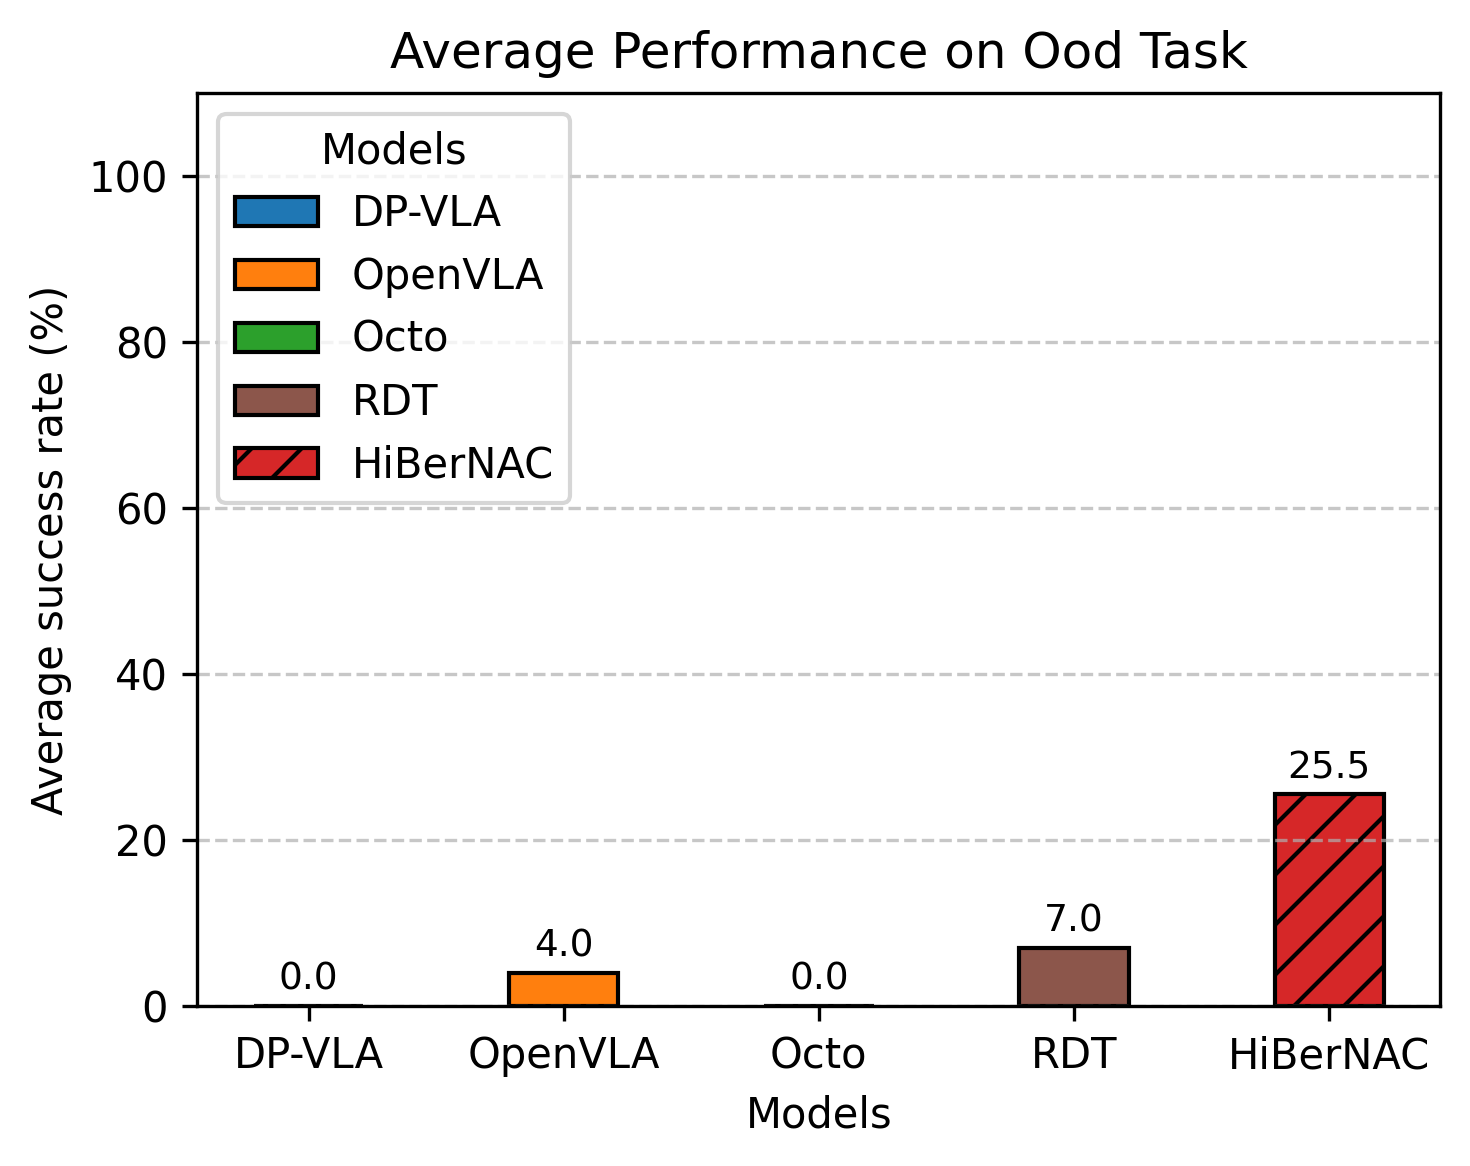 Average Performance on Ood Task
Average success rate (%)
100
80
60
40
20
0
Models
DP-VLA
OpenVLA
Octo
RDT
HiBerNAC
0.0
4.0
0.0
7.0
25.5
DP-VLA
OpenVLA
Octo
RDT
HiBerNAC
Models